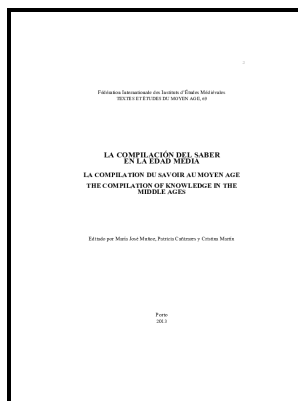 Fédération Internationale des Instituts d'Études Médiévales
TEXTES ET ÉTUDES DU MOYEN AGE, 69
LA COMPILACIÓN DEL SABER
EN LA EDAD MEDIA
LA COMPILATION DU SAVOIR AU MOYEN AGE
THE COMPILATION OF KNOWLEDGE IN THE
MIDDLE AGES
Editado por María José Muñoz, Patricia Cañizares y Cristina Martín
Porto
2013